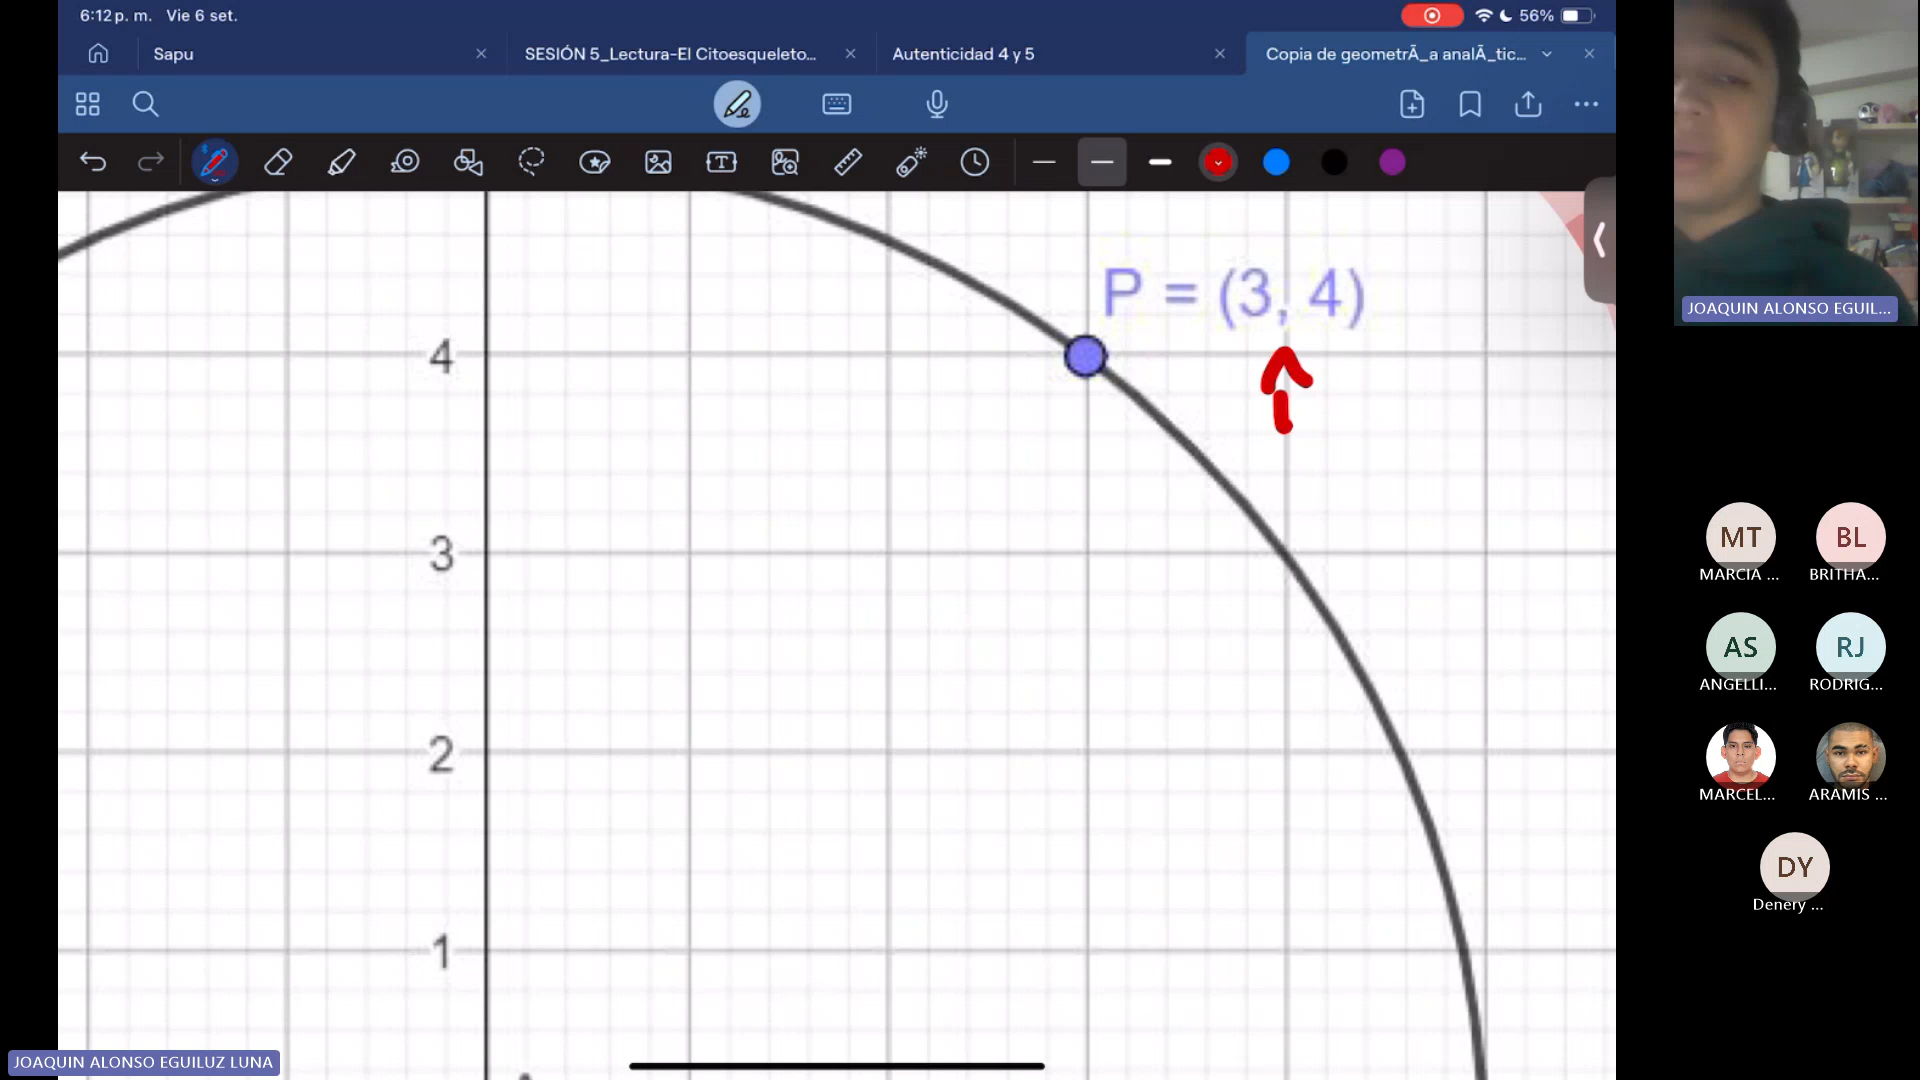 6:12 p. m. Vie 6 set.
56%
Sapu
SESIÓN 5_Lectura-El Citoesqueleto...
Autenticidad 4 y 5
Copia de geometrÃ_a analÃ_tic...
P = (3, 4)
4
3
2
1
JOAQUIN ALONSO EGUILUZ LUNA
JOAQUIN ALONSO EGUIL...
MT
MARCIA ...
BL
BRITHA...
AS
ANGELLI...
RJ
RODRIG...
MARCEL...
ARAMIS ...
DY
Denery ...